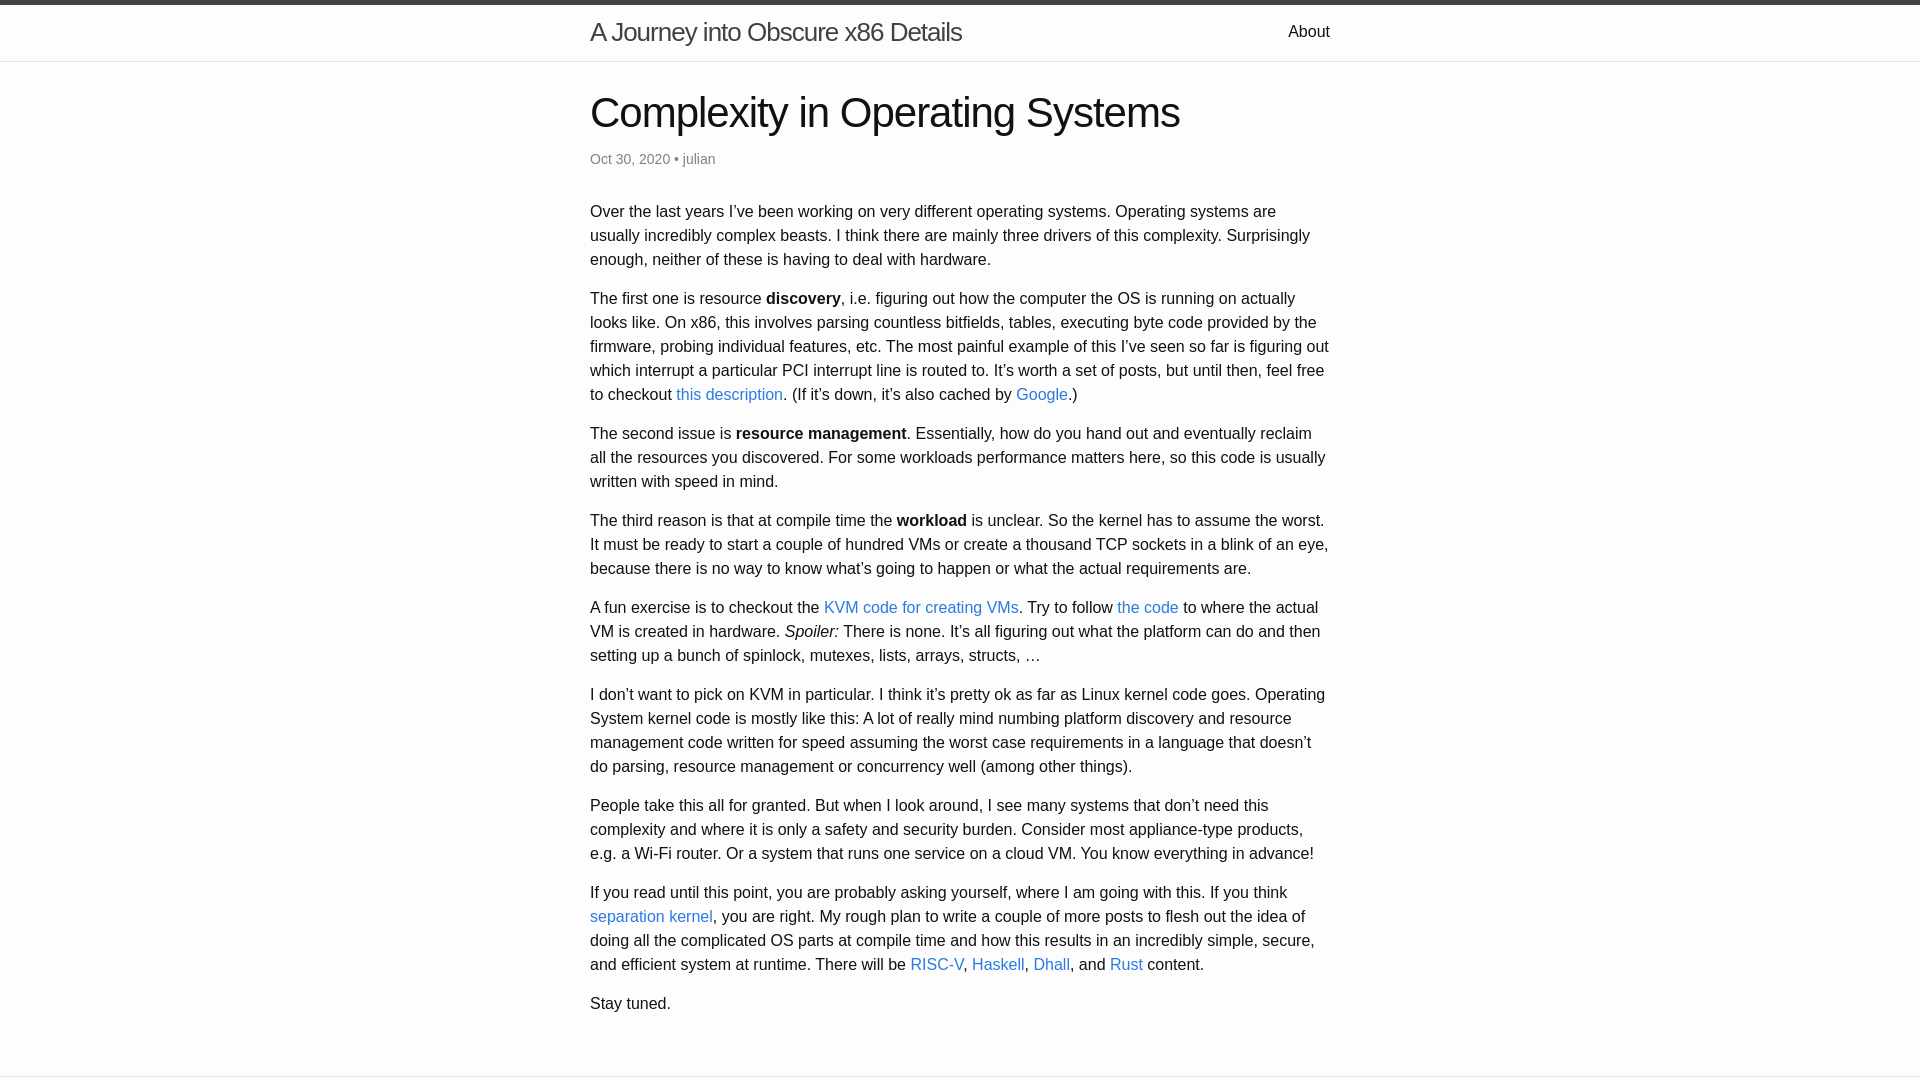 A Journey into Obscure x86 Details
About
Complexity in Operating Systems
Oct 30, 2020 • julian
Over the last years I’ve been working on very different operating systems. Operating systems are
usually incredibly complex beasts. I think there are mainly three drivers of this complexity. Surprisingly
enough, neither of these is having to deal with hardware.
The first one is resource discovery, i.e. figuring out how the computer the OS is running on actually
looks like. On x86, this involves parsing countless bitfields, tables, executing byte code provided by the
firmware, probing individual features, etc. The most painful example of this I’ve seen so far is figuring out
which interrupt a particular PCI interrupt line is routed to. It’s worth a set of posts, but until then, feel free
to checkout this description. (If it’s down, it’s also cached by Google.)
The second issue is resource management. Essentially, how do you hand out and eventually reclaim
all the resources you discovered. For some workloads performance matters here, so this code is usually
written with speed in mind.
The third reason is that at compile time the workload is unclear. So the kernel has to assume the worst.
It must be ready to start a couple of hundred VMs or create a thousand TCP sockets in a blink of an eye,
because there is no way to know what’s going to happen or what the actual requirements are.
A fun exercise is to checkout the KVM code for creating VMs. Try to follow the code to where the actual
VM is created in hardware. Spoiler: There is none. It’s all figuring out what the platform can do and then
setting up a bunch of spinlock, mutexes, lists, arrays, structs, …
I don’t want to pick on KVM in particular. I think it’s pretty ok as far as Linux kernel code goes. Operating
System kernel code is mostly like this: A lot of really mind numbing platform discovery and resource
management code written for speed assuming the worst case requirements in a language that doesn’t
do parsing, resource management or concurrency well (among other things).
People take this all for granted. But when I look around, I see many systems that don’t need this
complexity and where it is only a safety and security burden. Consider most appliance-type products,
e.g. a Wi-Fi router. Or a system that runs one service on a cloud VM. You know everything in advance!
If you read until this point, you are probably asking yourself, where I am going with this. If you think
separation kernel, you are right. My rough plan to write a couple of more posts to flesh out the idea of
doing all the complicated OS parts at compile time and how this results in an incredibly simple, secure,
and efficient system at runtime. There will be RISC-V, Haskell, Dhall, and Rust content.
Stay tuned.